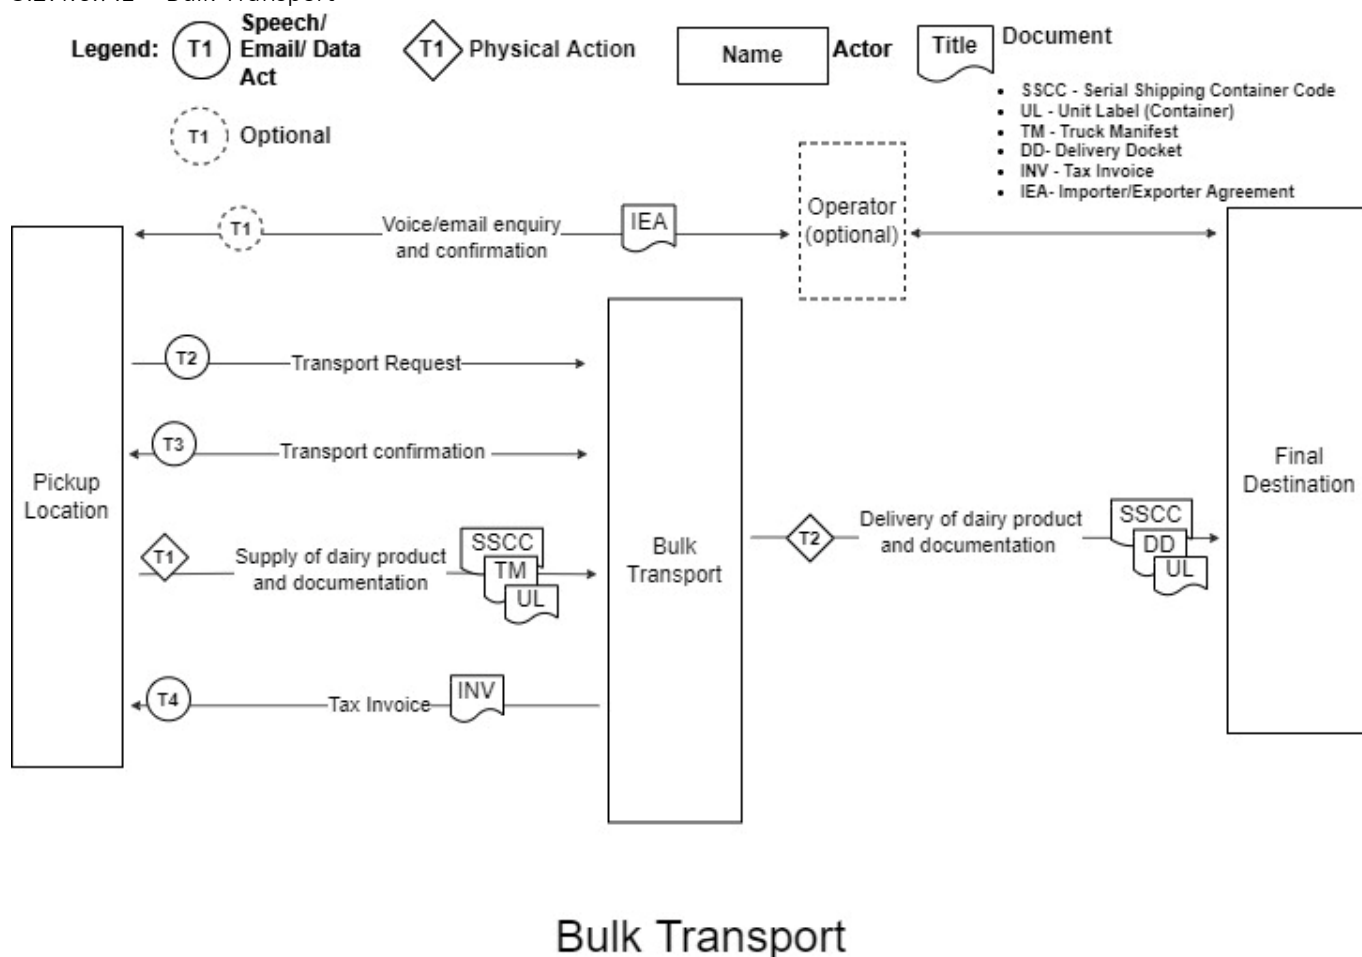 Bulk Transport
Legend:
T1
Speech/
Email/ Data
Act
T1
Physical Action
Name
Actor
Title
Document
• SSCC - Serial Shipping Container Code
• UL - Unit Label (Container)
• TM - Truck Manifest
• DD- Delivery Docket
• INV - Tax Invoice
• IEA- Importer/Exporter Agreement
T1
Optional
T1
Voice/email enquiry
and confirmation
IEA
Operator
(optional)
T2
Transport Request
T3
Transport confirmation
Pickup
Location
T1
Supply of dairy product
and documentation
SSCC
TM
UL
Bulk
Transport
T2
Delivery of dairy product
and documentation
SSCC
DD
UL
Final
Destination
T4
Tax Invoice
INV
Bulk Transport